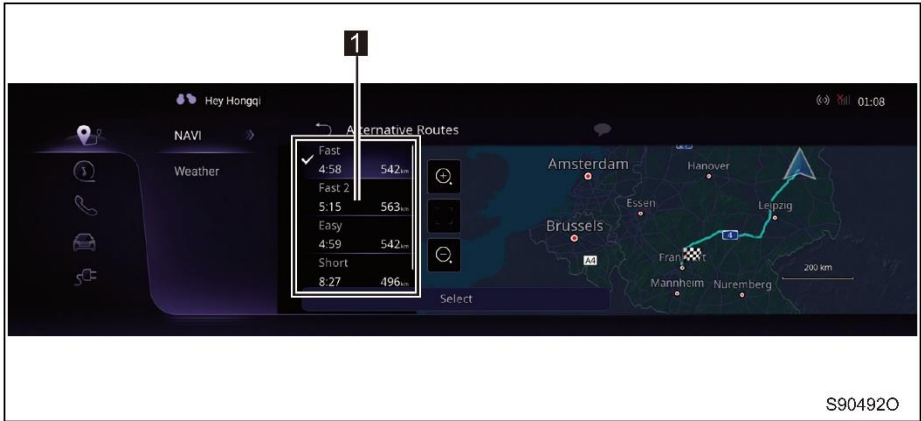 1
Hey Hongqi
01:08
NAVI
Weather
Alternative Routes
Fast
4:58 542km
Fast 2
5:15 563km
Easy
4:59 542km
Short
8:27 496km
Select
Amsterdam
Hanover
Essen
Leipzig
Brussels
4
A4
Mannheim
Nuremberg
200 km
S90492O